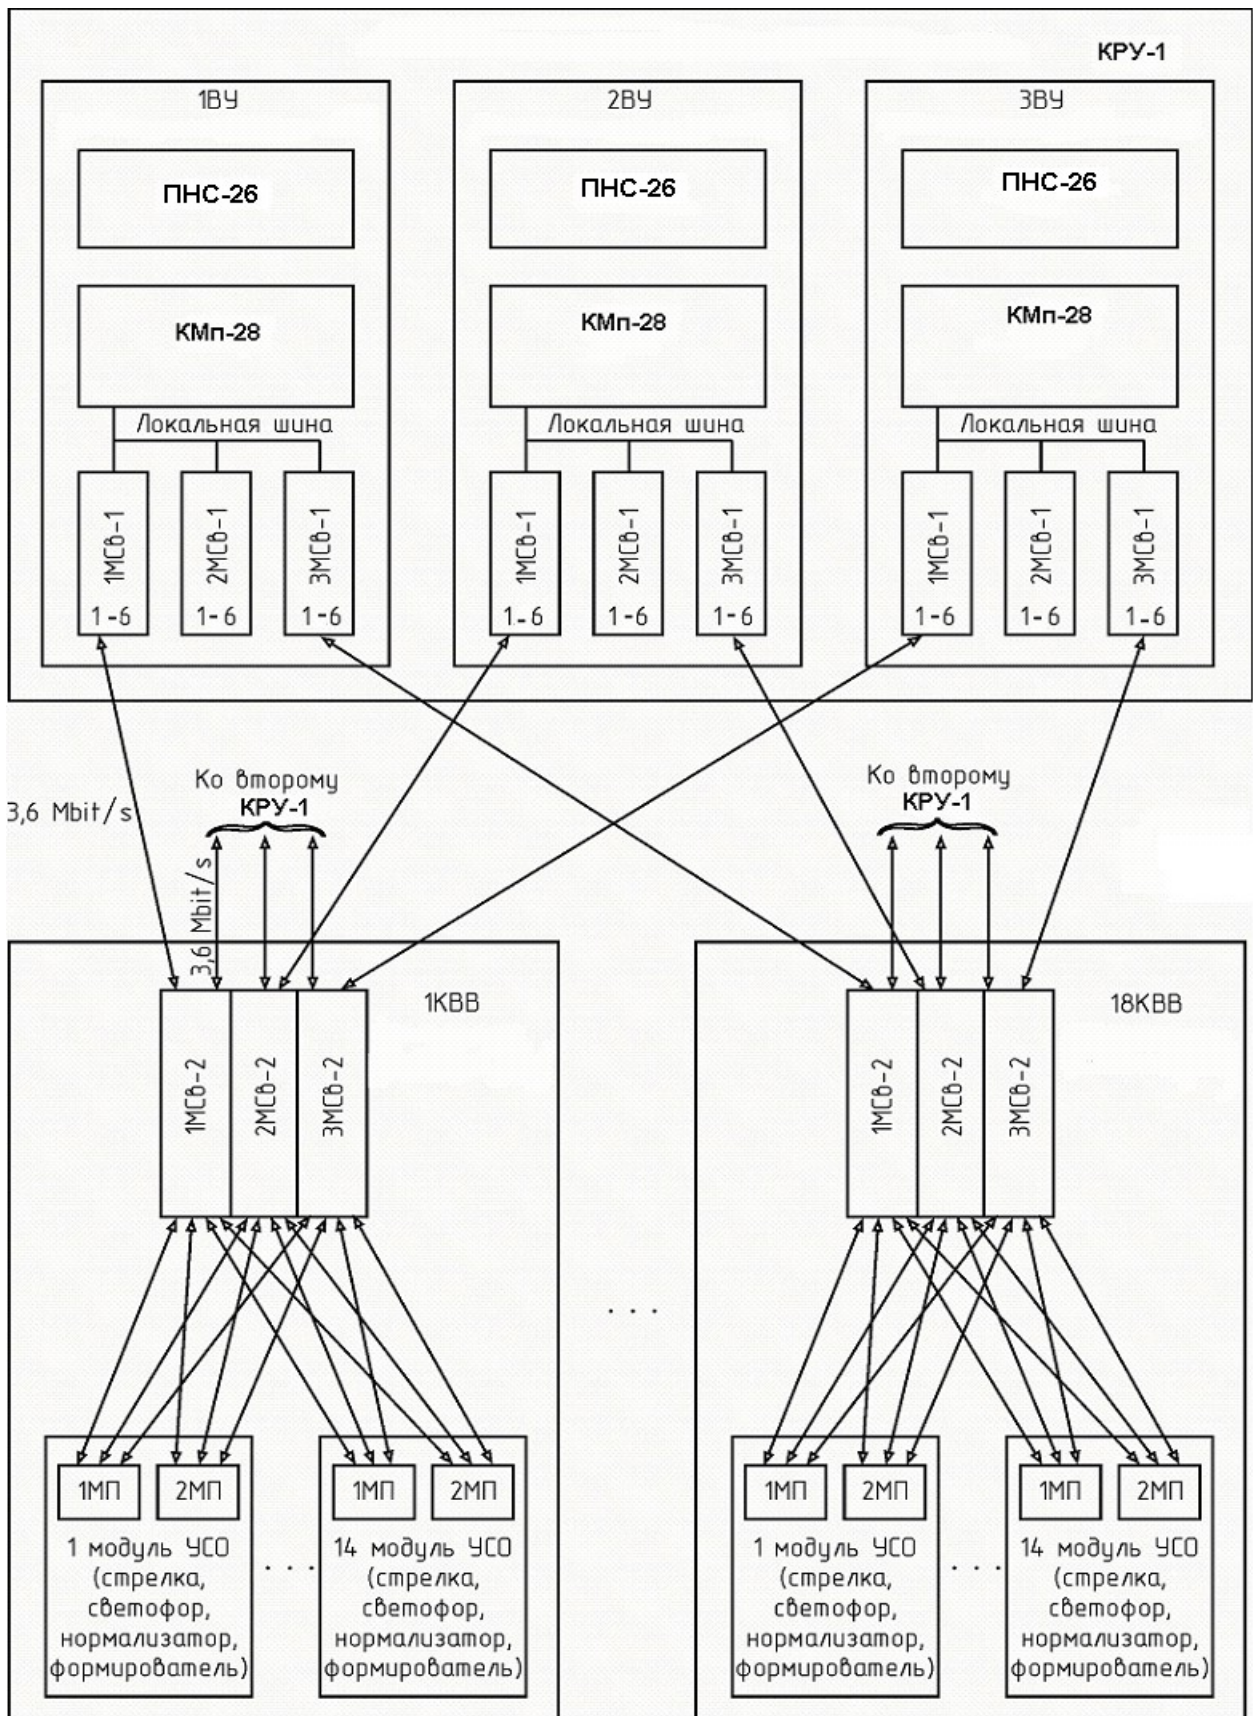 КРУ-1
1ВУ
2ВУ
3ВУ
ПНС-26
ПНС-26
ПНС-26
КМп-28
КМп-28
КМп-28
Локальная шина
Локальная шина
Локальная шина
1МСв-1
1-6
2МСв-1
1-6
3МСв-1
1-6
1МСв-1
1-6
2МСв-1
1-6
3МСв-1
1-6
1МСв-1
1-6
2МСв-1
1-6
3МСв-1
1-6
3,6 Mbit/s
Ко второму
КРУ-1
3,6 Mbit/s
Ко второму
КРУ-1
1КВВ
1МСв-2
2МСв-2
3МСв-2
18КВВ
1МСв-2
2МСв-2
3МСв-2
. . .
1МП
2МП
1 модуль УСО
(стрелка,
светофор,
нормализатор,
формирователь)
. . .
1МП
2МП
14 модуль УСО
(стрелка,
светофор,
нормализатор,
формирователь)
1МП
2МП
1 модуль УСО
(стрелка,
светофор,
нормализатор,
формирователь)
. . .
1МП
2МП
14 модуль УСО
(стрелка,
светофор,
нормализатор,
формирователь)